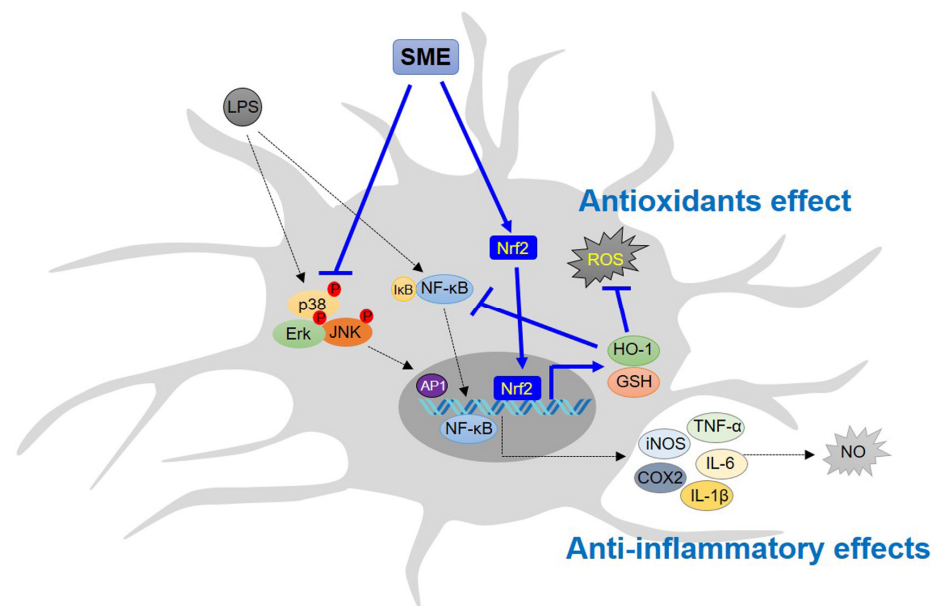 SME
LPS
Antioxidants effect
Nrf2
ROS
IκB
NF-κB
P
p38
P
P
Erk
JNK
HO-1
GSH
AP1
Nrf2
NF-κB
TNF-α
iNOS
IL-6
NO
COX2
IL-1β
Anti-inflammatory effects